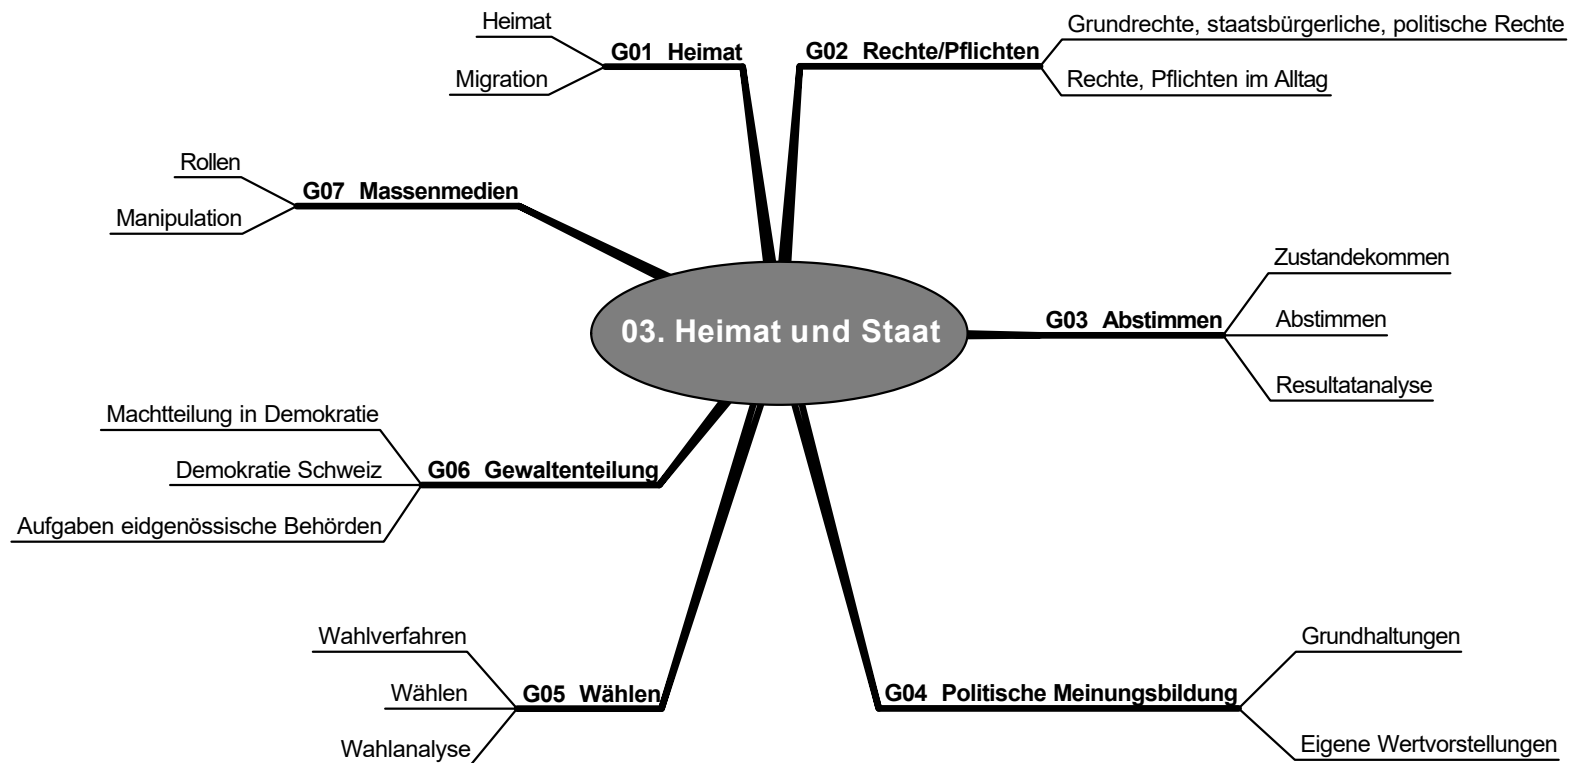 Heimat
G01 Heimat
Migration
G02 Rechte/Pflichten
Grundrechte, staatsbürgerliche, politische Rechte
Rechte, Pflichten im Alltag
Rollen
G07 Massenmedien
Manipulation
03. Heimat und Staat
G03 Abstimmen
Zustandekommen
Abstimmen
Resultatanalyse
Machtteilung in Demokratie
G06 Gewaltenteilung
Demokratie Schweiz
Aufgaben eidgenössische Behörden
Wahlverfahren
G05 Wählen
Wählen
Wahlanalyse
G04 Politische Meinungsbildung
Grundhaltungen
Eigene Wertvorstellungen